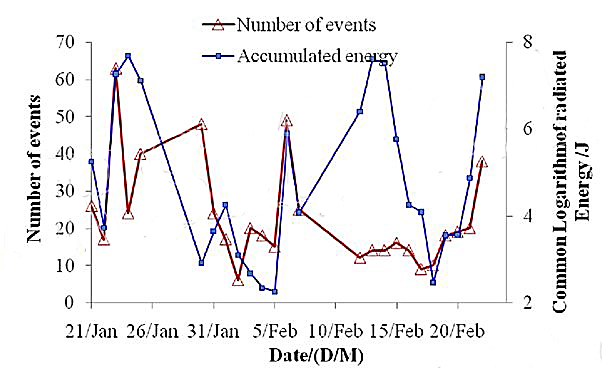 Number of events
Accumulated energy
70
60
50
40
30
20
10
0
Number of events
8
6
4
2
Common Logarithmof radiated
Energy /J
21/Jan 26/Jan 31/Jan 5/Feb 10/Feb 15/Feb 20/Feb
Date/(D/M)